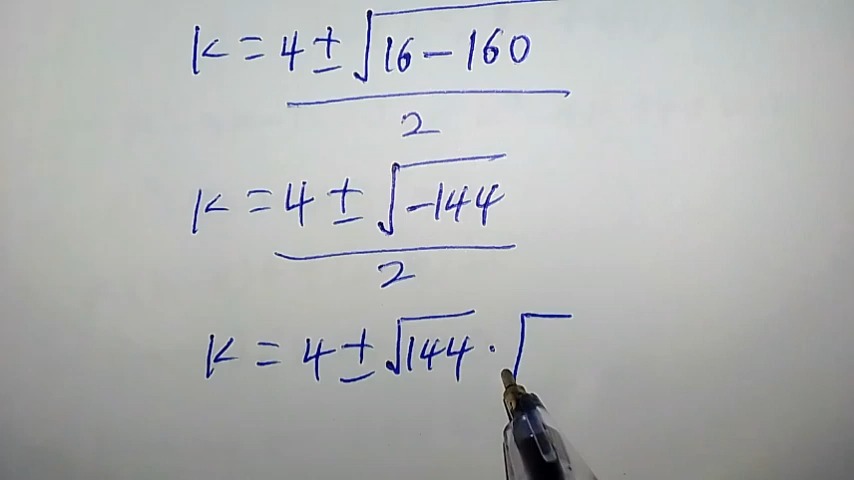 K = 4 ± √16 - 160
2
K = 4 ± √-144
2
K = 4 ± √144 · √